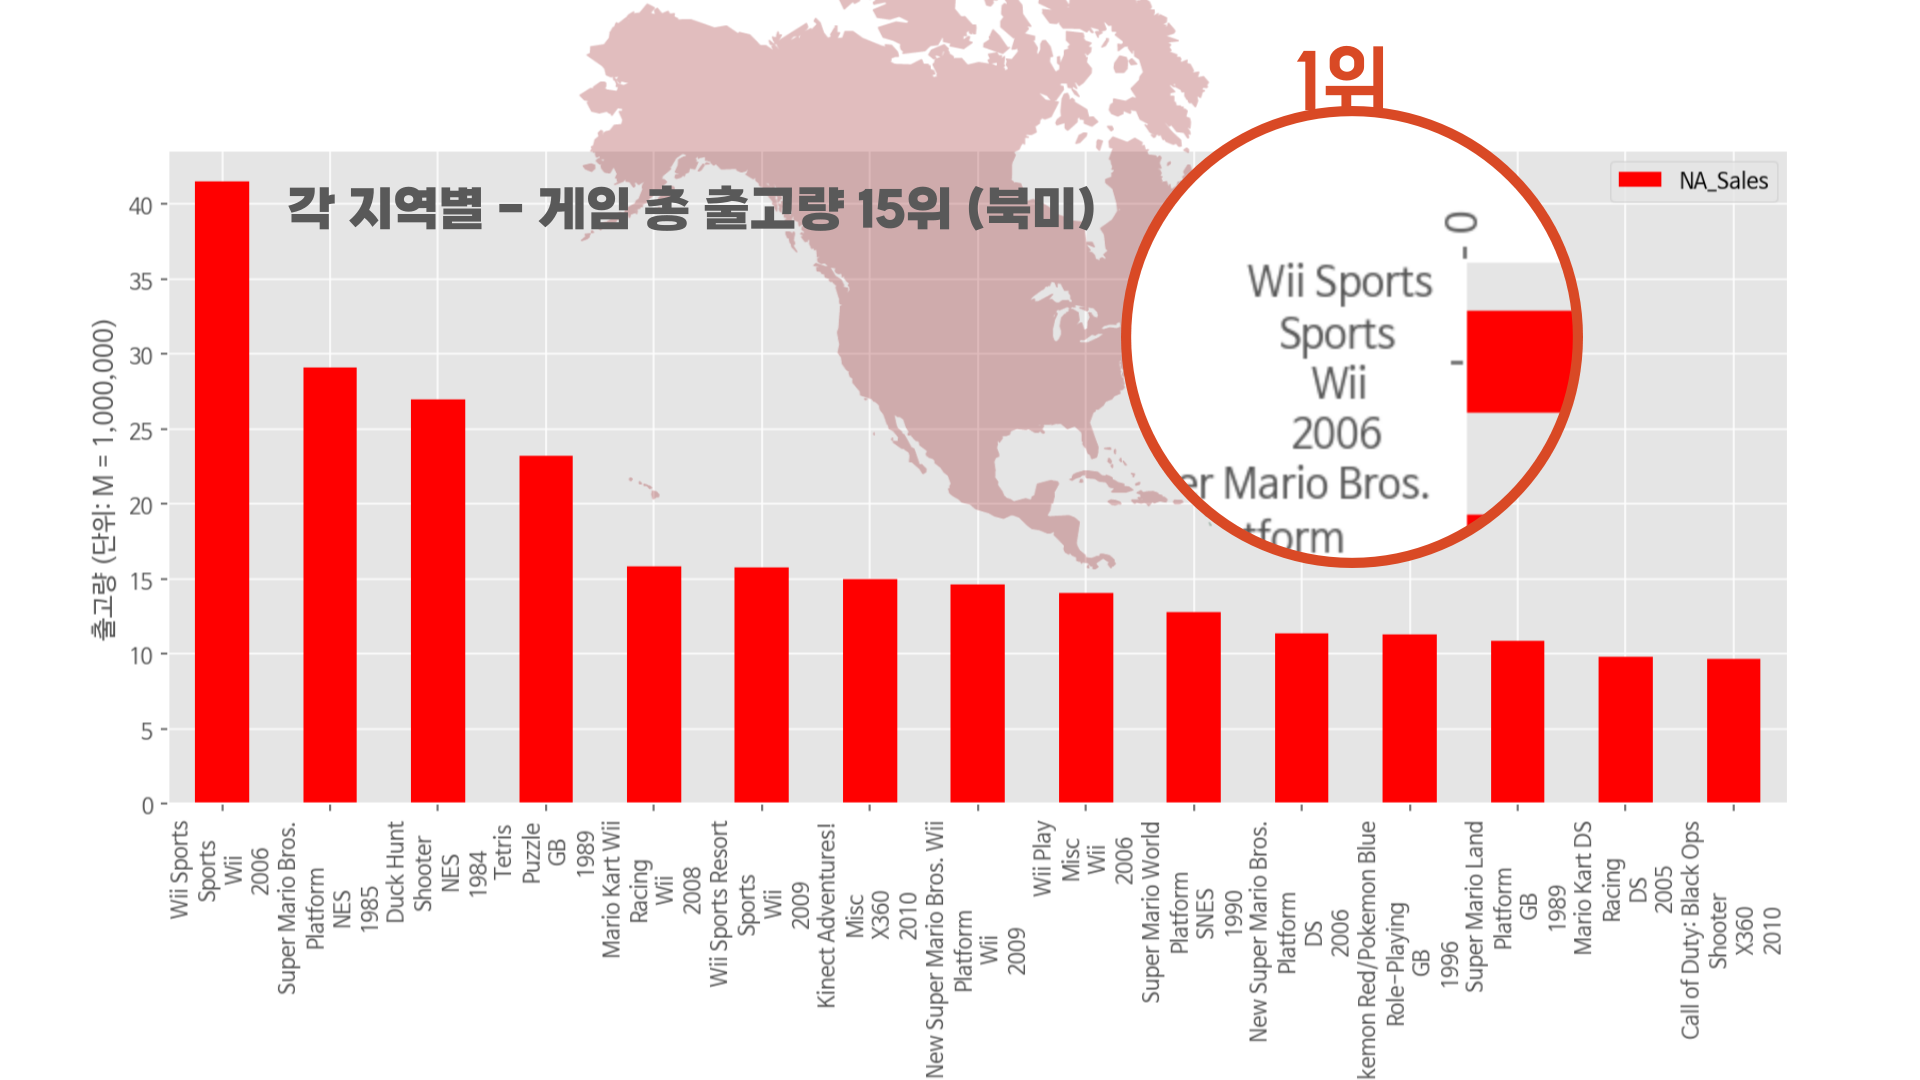 1위
각 지역별 - 게임 총 출고량 15위 (북미)
NA_Sales
출고량 (단위: M = 1,000,000)
40
35
30
25
20
15
10
5
0
0
Wii Sports
Sports
Wii
2006
er Mario Bros.
tform
Wii Sports
Sports
Wii
2006
Super Mario Bros.
Platform
NES
1985
Duck Hunt
Shooter
NES
1984
Tetris
Puzzle
GB
1989
Mario Kart Wii
Racing
Wii
2008
Wii Sports Resort
Sports
Wii
2009
Kinect Adventures!
Misc
X360
2010
New Super Mario Bros. Wii
Platform
Wii
2009
Wii Play
Misc
Wii
2006
Super Mario World
Platform
SNES
1990
New Super Mario Bros.
Platform
DS
2006
kemon Red/Pokemon Blue
Role-Playing
GB
1996
Super Mario Land
Platform
GB
1989
Mario Kart DS
Racing
DS
2005
Call of Duty: Black Ops
Shooter
X360
2010